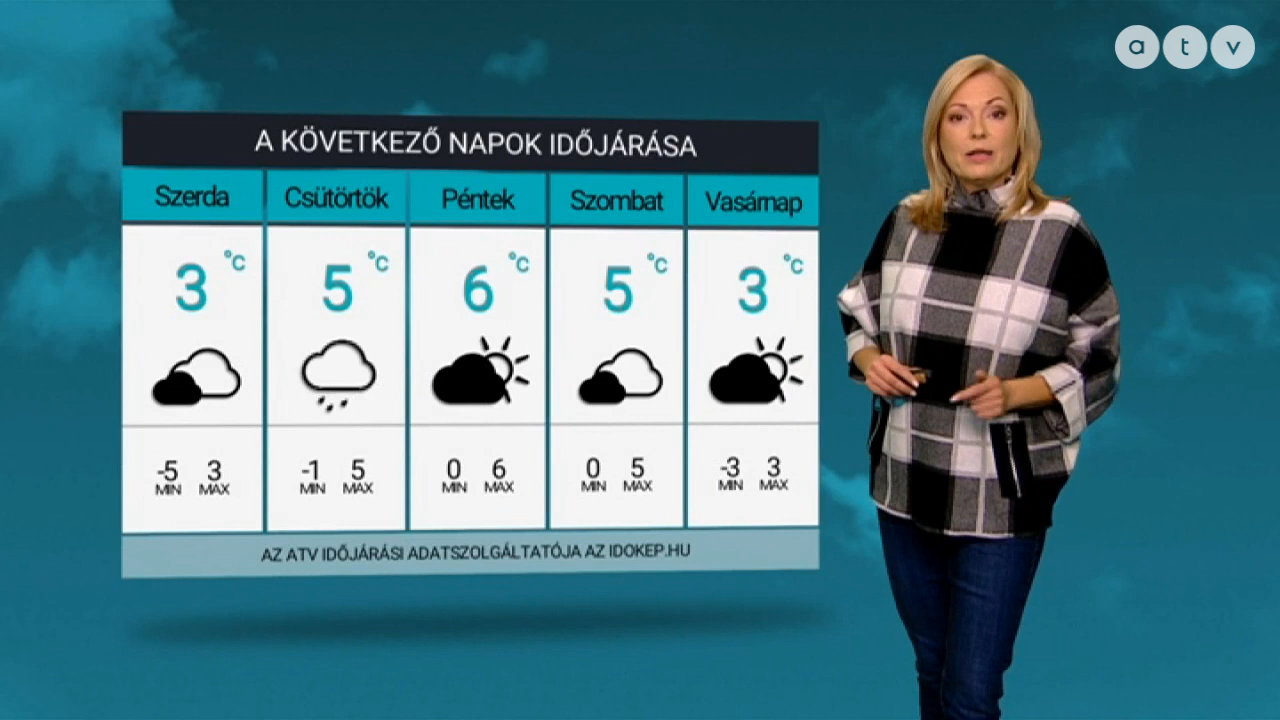 a t v
A KÖVETKEZŐ NAPOK IDŐJÁRÁSA
Szerda Csütörtök Péntek Szombat Vasárnap
3 °C 5 °C 6 °C 5 °C 3 °C
-5 3 -1 5 0 6 0 5 -3 3
MIN MAX MIN MAX MIN MAX MIN MAX MIN MAX
AZ ATV IDŐJÁRÁSI ADATSZOLGÁLTATÓJA AZ IDOKEP.HU